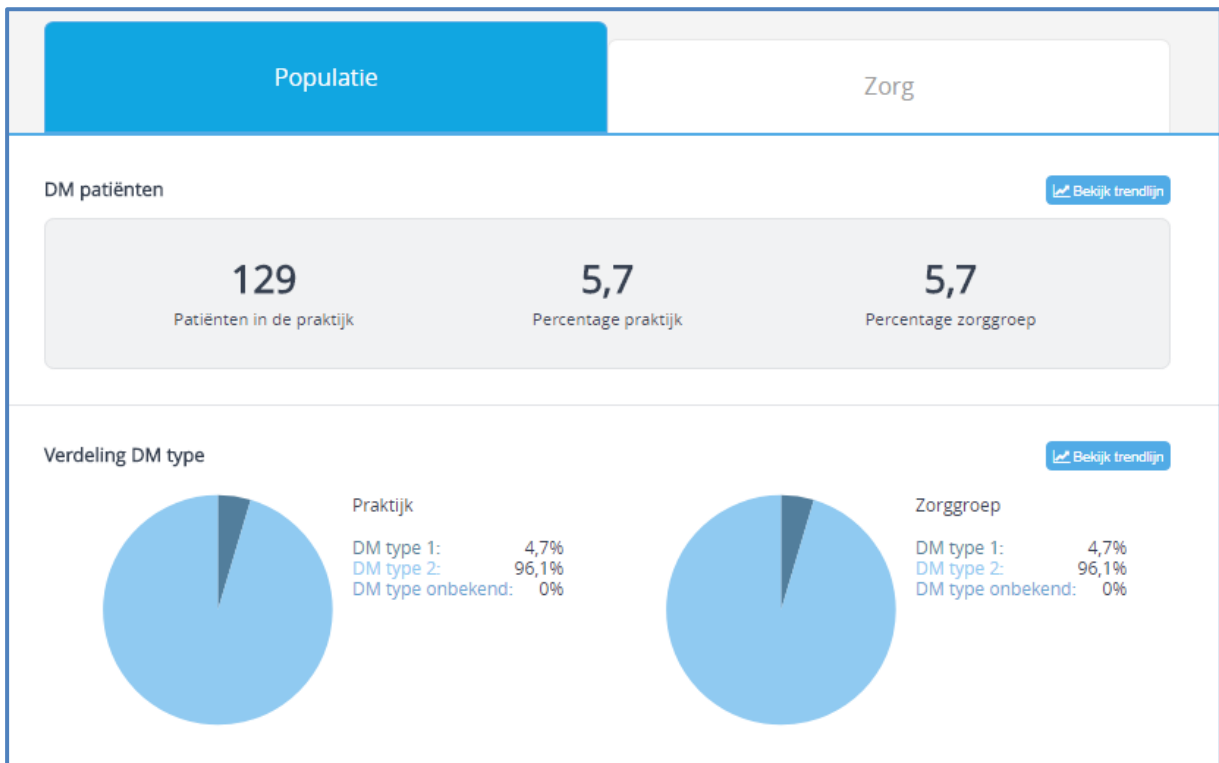 Populatie
Zorg
DM patiënten
Bekijk trendlijn
129
5,7
5,7
Patiënten in de praktijk
Percentage praktijk
Percentage zorggroep
Verdeling DM type
Bekijk trendlijn
Praktijk
DM type 1: 4,7%
DM type 2: 96,1%
DM type onbekend: 0%
Zorggroep
DM type 1: 4,7%
DM type 2: 96,1%
DM type onbekend: 0%